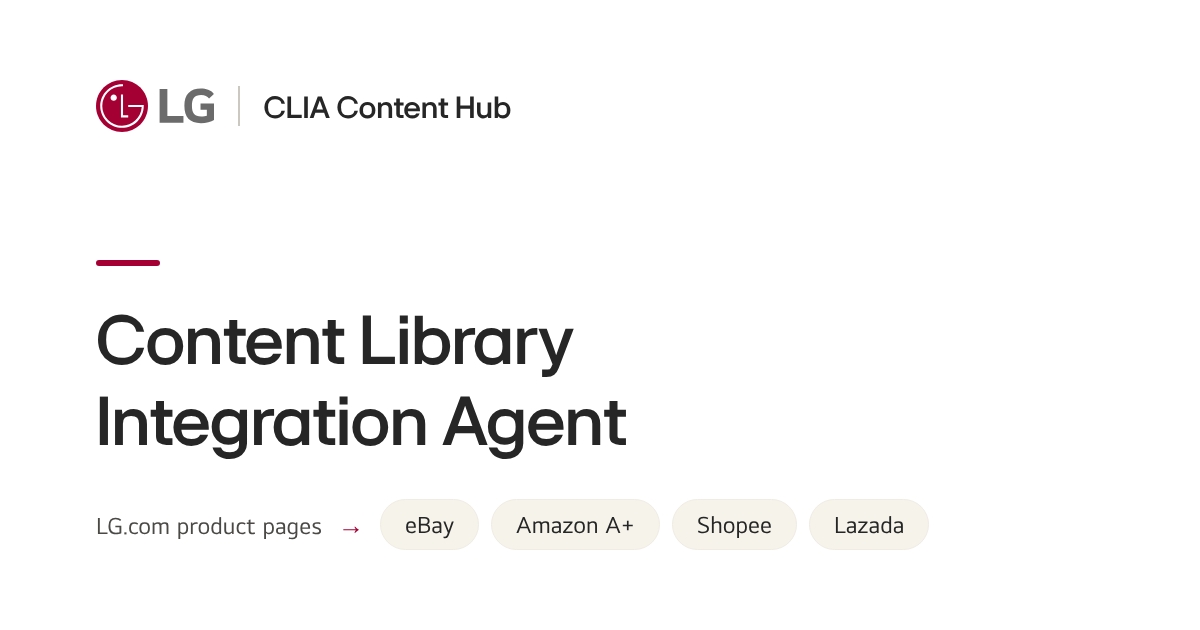 LG CLIA Content Hub
Content Library
Integration Agent
LG.com product pages → eBay Amazon A+ Shopee Lazada